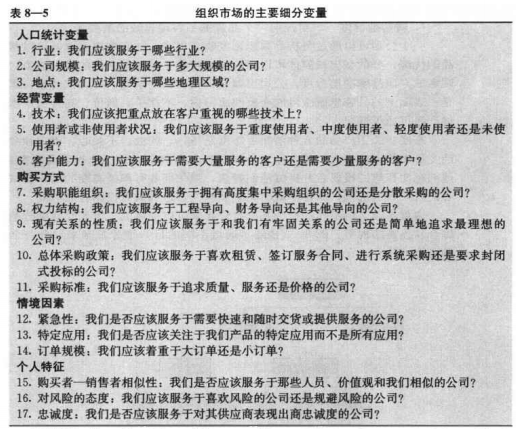 表 8—5 组织市场的主要细分变量
人口统计变量
1. 行业：我们应该服务于哪些行业？
2. 公司规模：我们应该服务于多大规模的公司？
3. 地点：我们应该服务于哪些地理区域？
经营变量
4. 技术：我们应该把重点放在客户重视的哪些技术上？
5. 使用者或非使用者状况：我们应该服务于重度使用者、中度使用者、轻度使用者还是未使
用者？
6. 客户能力：我们应该服务于需要大量服务的客户还是需要少量服务的客户？
购买方式
7. 采购职能组织：我们应该服务于拥有高度集中采购组织的公司还是分散采购的公司？
8. 权力结构：我们应该服务于工程导向、财务导向还是其他导向的公司？
9. 现有关系的性质：我们应该服务于和我们有牢固关系的公司还是简单地追求最理想的
公司？
10. 总体采购政策：我们应该服务于喜欢租赁、签订服务合同、进行系统采购还是要求封闭
式投标的公司？
11. 采购标准：我们应该服务于追求质量、服务还是价格的公司？
情境因素
12. 紧急性：我们是否应该服务于需要快速和随时交货或提供服务的公司？
13. 特定应用：我们是否应该关注于我们产品的特定应用而不是所有应用？
14. 订单规模：我们应该着重于大订单还是小订单？
个人特征
15. 购买者—销售者相似性：我们是否应该服务于那些人员、价值观和我们相似的公司？
16. 对风险的态度：我们应该服务于喜欢风险的公司还是规避风险的公司？
17. 忠诚度：我们是否应该服务于对其供应商表现出高忠诚度的公司？